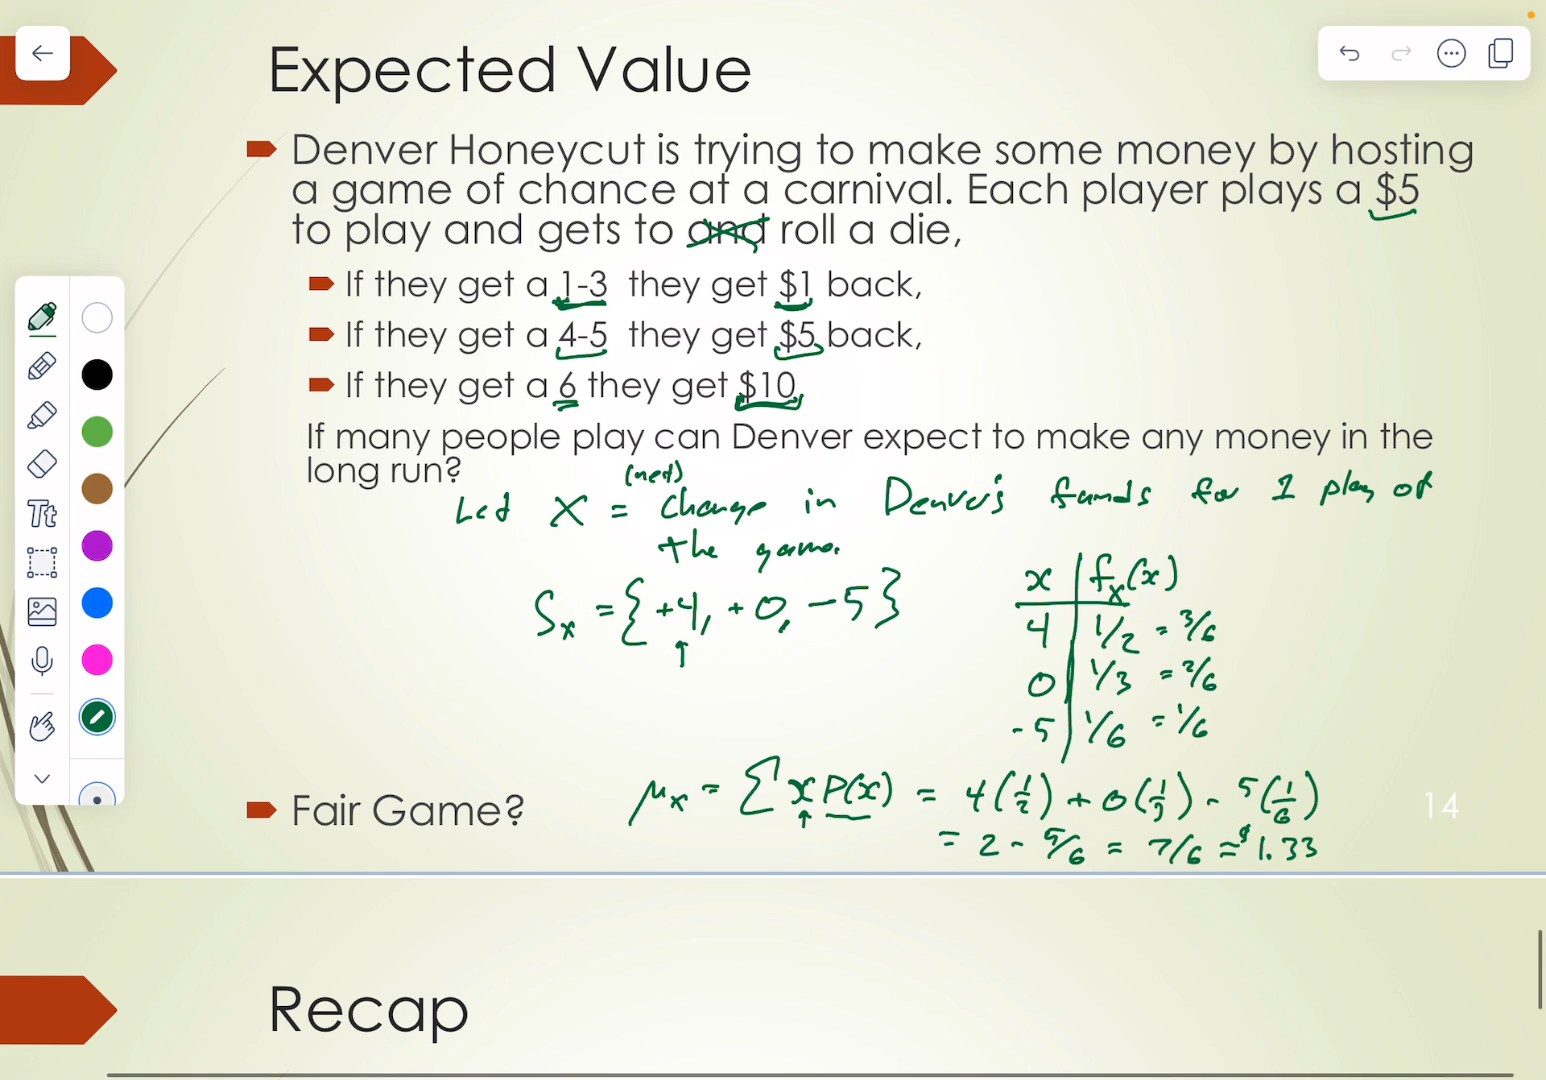 Expected Value
Denver Honeycut is trying to make some money by hosting
a game of chance at a carnival. Each player plays a $5
to play and gets to and roll a die,
If they get a 1-3 they get $1 back,
If they get a 4-5 they get $5 back,
If they get a 6 they get $10,
If many people play can Denver expect to make any money in the
long run?
(net)
Let X = change in Denver's funds for 1 play of
the game.
Sx = {+4, +0, -5}
x | fx(x)
4 | 1/2 = 3/6
0 | 1/3 = 2/6
-5 | 1/6 = 1/6
μx = Σ x P(x) = 4(1/2) + 0(1/3) - 5(1/6)
= 2 - 5/6 = 7/6 ≈ $1.33
Fair Game?
14
Recap
Tt